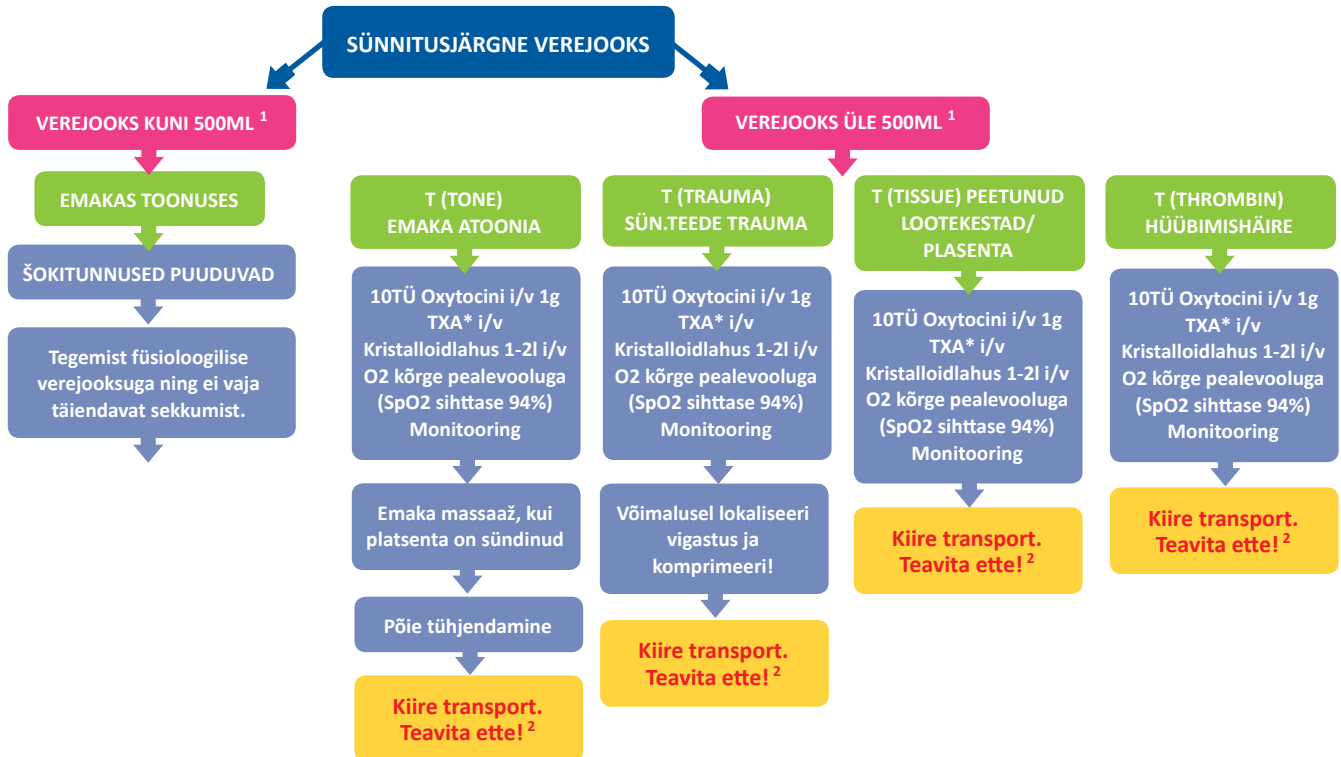 SÜNNITUSJÄRGNE VEREJOOKS
VEREJOOKS KUNI 500ML ¹
EMAKAS TOONUSES
ŠOKITUNNUSED PUUDUVAD
Tegemist füsioloogilise
verejooksuga ning ei vaja
täiendavat sekkumist.
VEREJOOKS ÜLE 500ML ¹
T (TONE)
EMAKA ATOONIA
10TÜ Oxytocini i/v 1g
TXA* i/v
Kristalloidlahus 1-2l i/v
O2 kõrge pealevooluga
(SpO2 sihttase 94%)
Monitooring
Emaka massaaž, kui
platsenta on sündinud
Põie tühjendamine
Kiire transport.
Teavita ette! ²
T (TRAUMA)
SÜN.TEEDE TRAUMA
10TÜ Oxytocini i/v 1g
TXA* i/v
Kristalloidlahus 1-2l i/v
O2 kõrge pealevooluga
(SpO2 sihttase 94%)
Monitooring
Võimalusel lokaliseeri
vigastus ja
komprimeeri!
Kiire transport.
Teavita ette! ²
T (TISSUE) PEETUNUD
LOOTEKESTAD/
PLASENTA
10TÜ Oxytocini i/v 1g
TXA* i/v
Kristalloidlahus 1-2l i/v
O2 kõrge pealevooluga
(SpO2 sihttase 94%)
Monitooring
Kiire transport.
Teavita ette! ²
T (THROMBIN)
HÜÜBIMISHÄIRE
10TÜ Oxytocini i/v 1g
TXA* i/v
Kristalloidlahus 1-2l i/v
O2 kõrge pealevooluga
(SpO2 sihttase 94%)
Monitooring
Kiire transport.
Teavita ette! ²